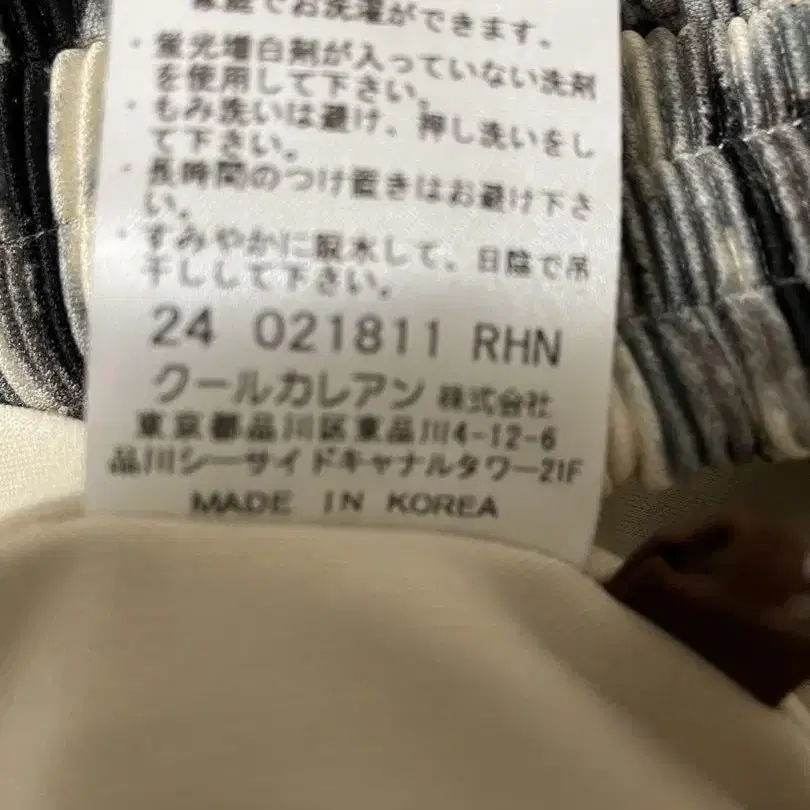 家庭でお洗濯ができます。
・蛍光増白剤が入っていない洗剤
を使用して下さい。
・もみ洗いは避け、押し洗いをし
て下さい。
・長時間のつけ置きはお避け下さ
い。
・すみやかに脱水して、日陰で吊
干しして下さい。
24 021811 RHN
クールカレアン 株式会社
東京都品川区東品川4-12-6
品川シーサイドキャナルタワー21F
MADE IN KOREA